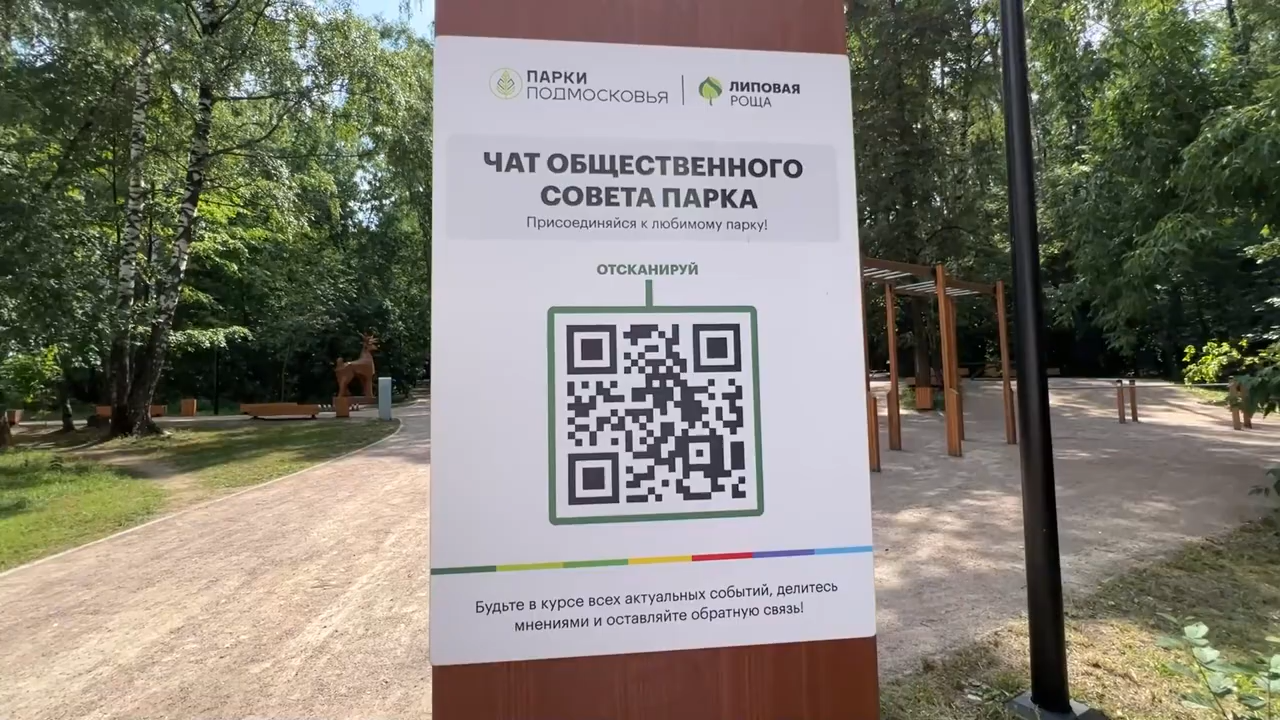 ПАРКИ
ПОДМОСКОВЬЯ
ЛИПОВАЯ
РОЩА
ЧАТ ОБЩЕСТВЕННОГО
СОВЕТА ПАРКА
Присоединяйся к любимому парку!
ОТСКАНИРУЙ
Будьте в курсе всех актуальных событий, делитесь
мнениями и оставляйте обратную связь!